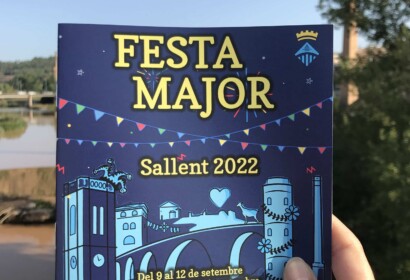 FESTA
MAJOR
Sallent 2022
Del 9 al 12 de setembre